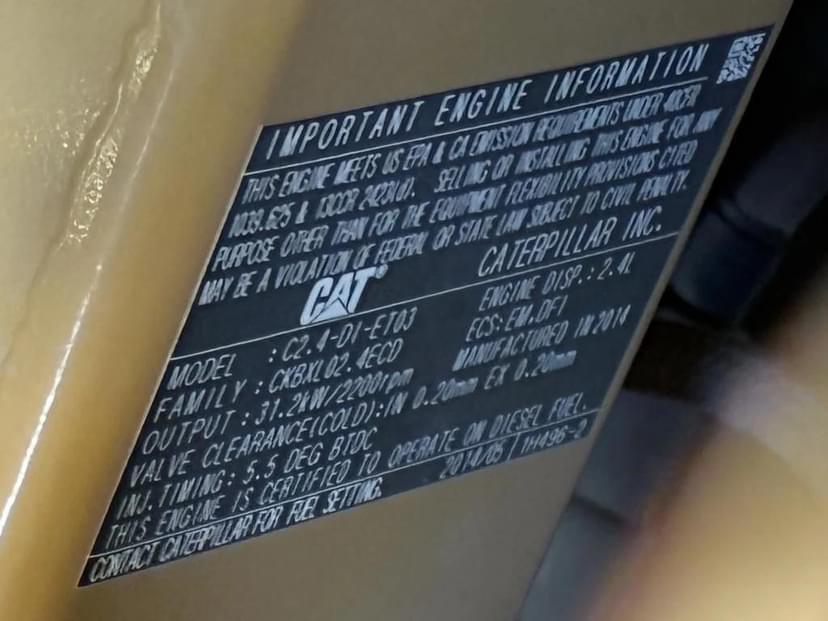 IMPORTANT ENGINE INFORMATION
THIS ENGINE MEETS US EPA & CA EMISSION REQUIREMENTS UNDER 40CFR
1039.625 & 13CCR 2423(d). SELLING OR INSTALLING THIS ENGINE FOR ANY
PURPOSE OTHER THAN FOR THE EQUIPMENT FLEXIBILITY PROVISIONS CITED
MAY BE A VIOLATION OF FEDERAL OR STATE LAW SUBJECT TO CIVIL PENALTY.
CAT® CATERPILLAR INC.
MODEL : C2.4-DI-ET03 ENGINE DISP.: 2.4L
FAMILY : CKBXL02.4ECD ECS:EM,DFI
OUTPUT : 31.2kW/2200rpm MANUFACTURED IN 2014
VALVE CLEARANCE(COLD):IN 0.20mm EX 0.20mm
INJ.TIMING: 5.5 DEG BTDC
THIS ENGINE IS CERTIFIED TO OPERATE ON DIESEL FUEL.
CONTACT CATERPILLAR FOR FUEL SETTING. 2014/05 1H496-2